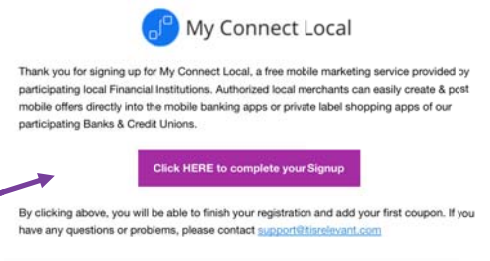 My Connect Local
Thank you for signing up for My Connect Local, a free mobile marketing service provided by
participating local Financial Institutions. Authorized local merchants can easily create & post
mobile offers directly into the mobile banking apps or private label shopping apps of our
participating Banks & Credit Unions.
Click HERE to complete your Signup
By clicking above, you will be able to finish your registration and add your first coupon. If you
have any questions or problems, please contact support@tisrelevant.com